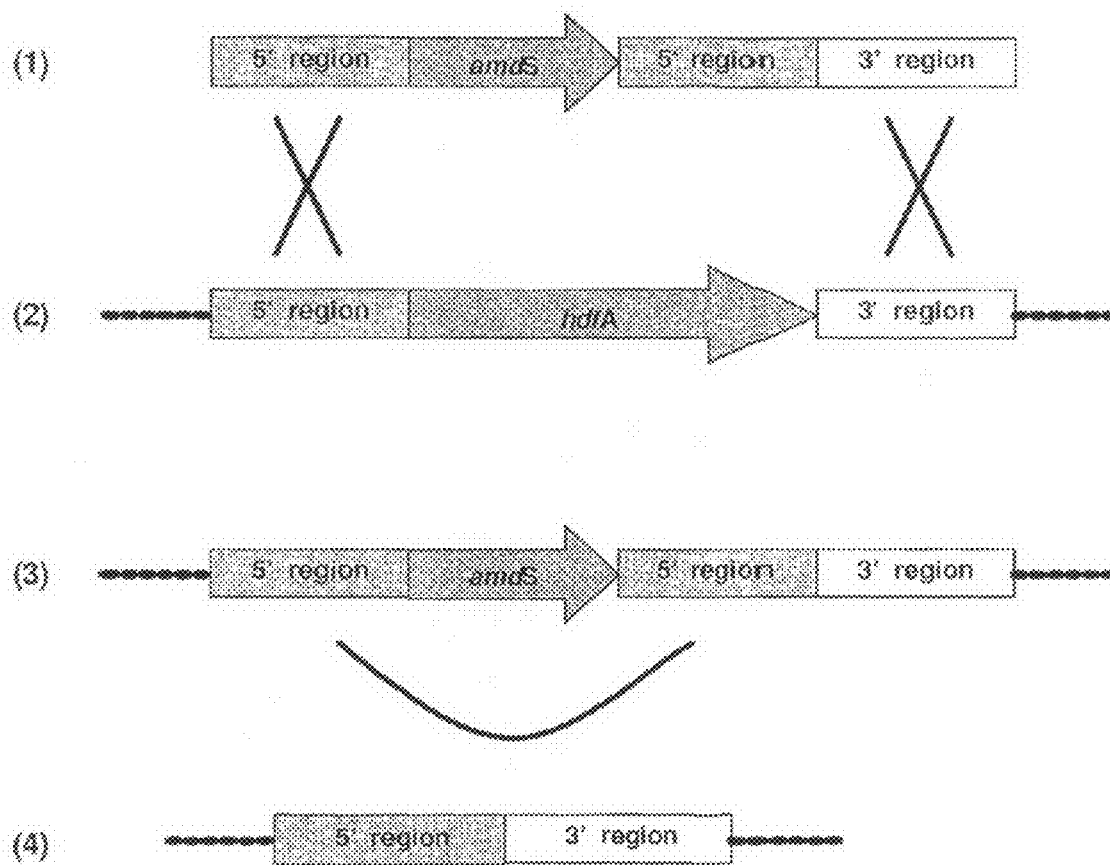 (1) 5' region amdS 5' region 3' region
(2) 5' region hdfA 3' region
(3) 5' region amdS 5' region 3' region
(4) 5' region 3' region